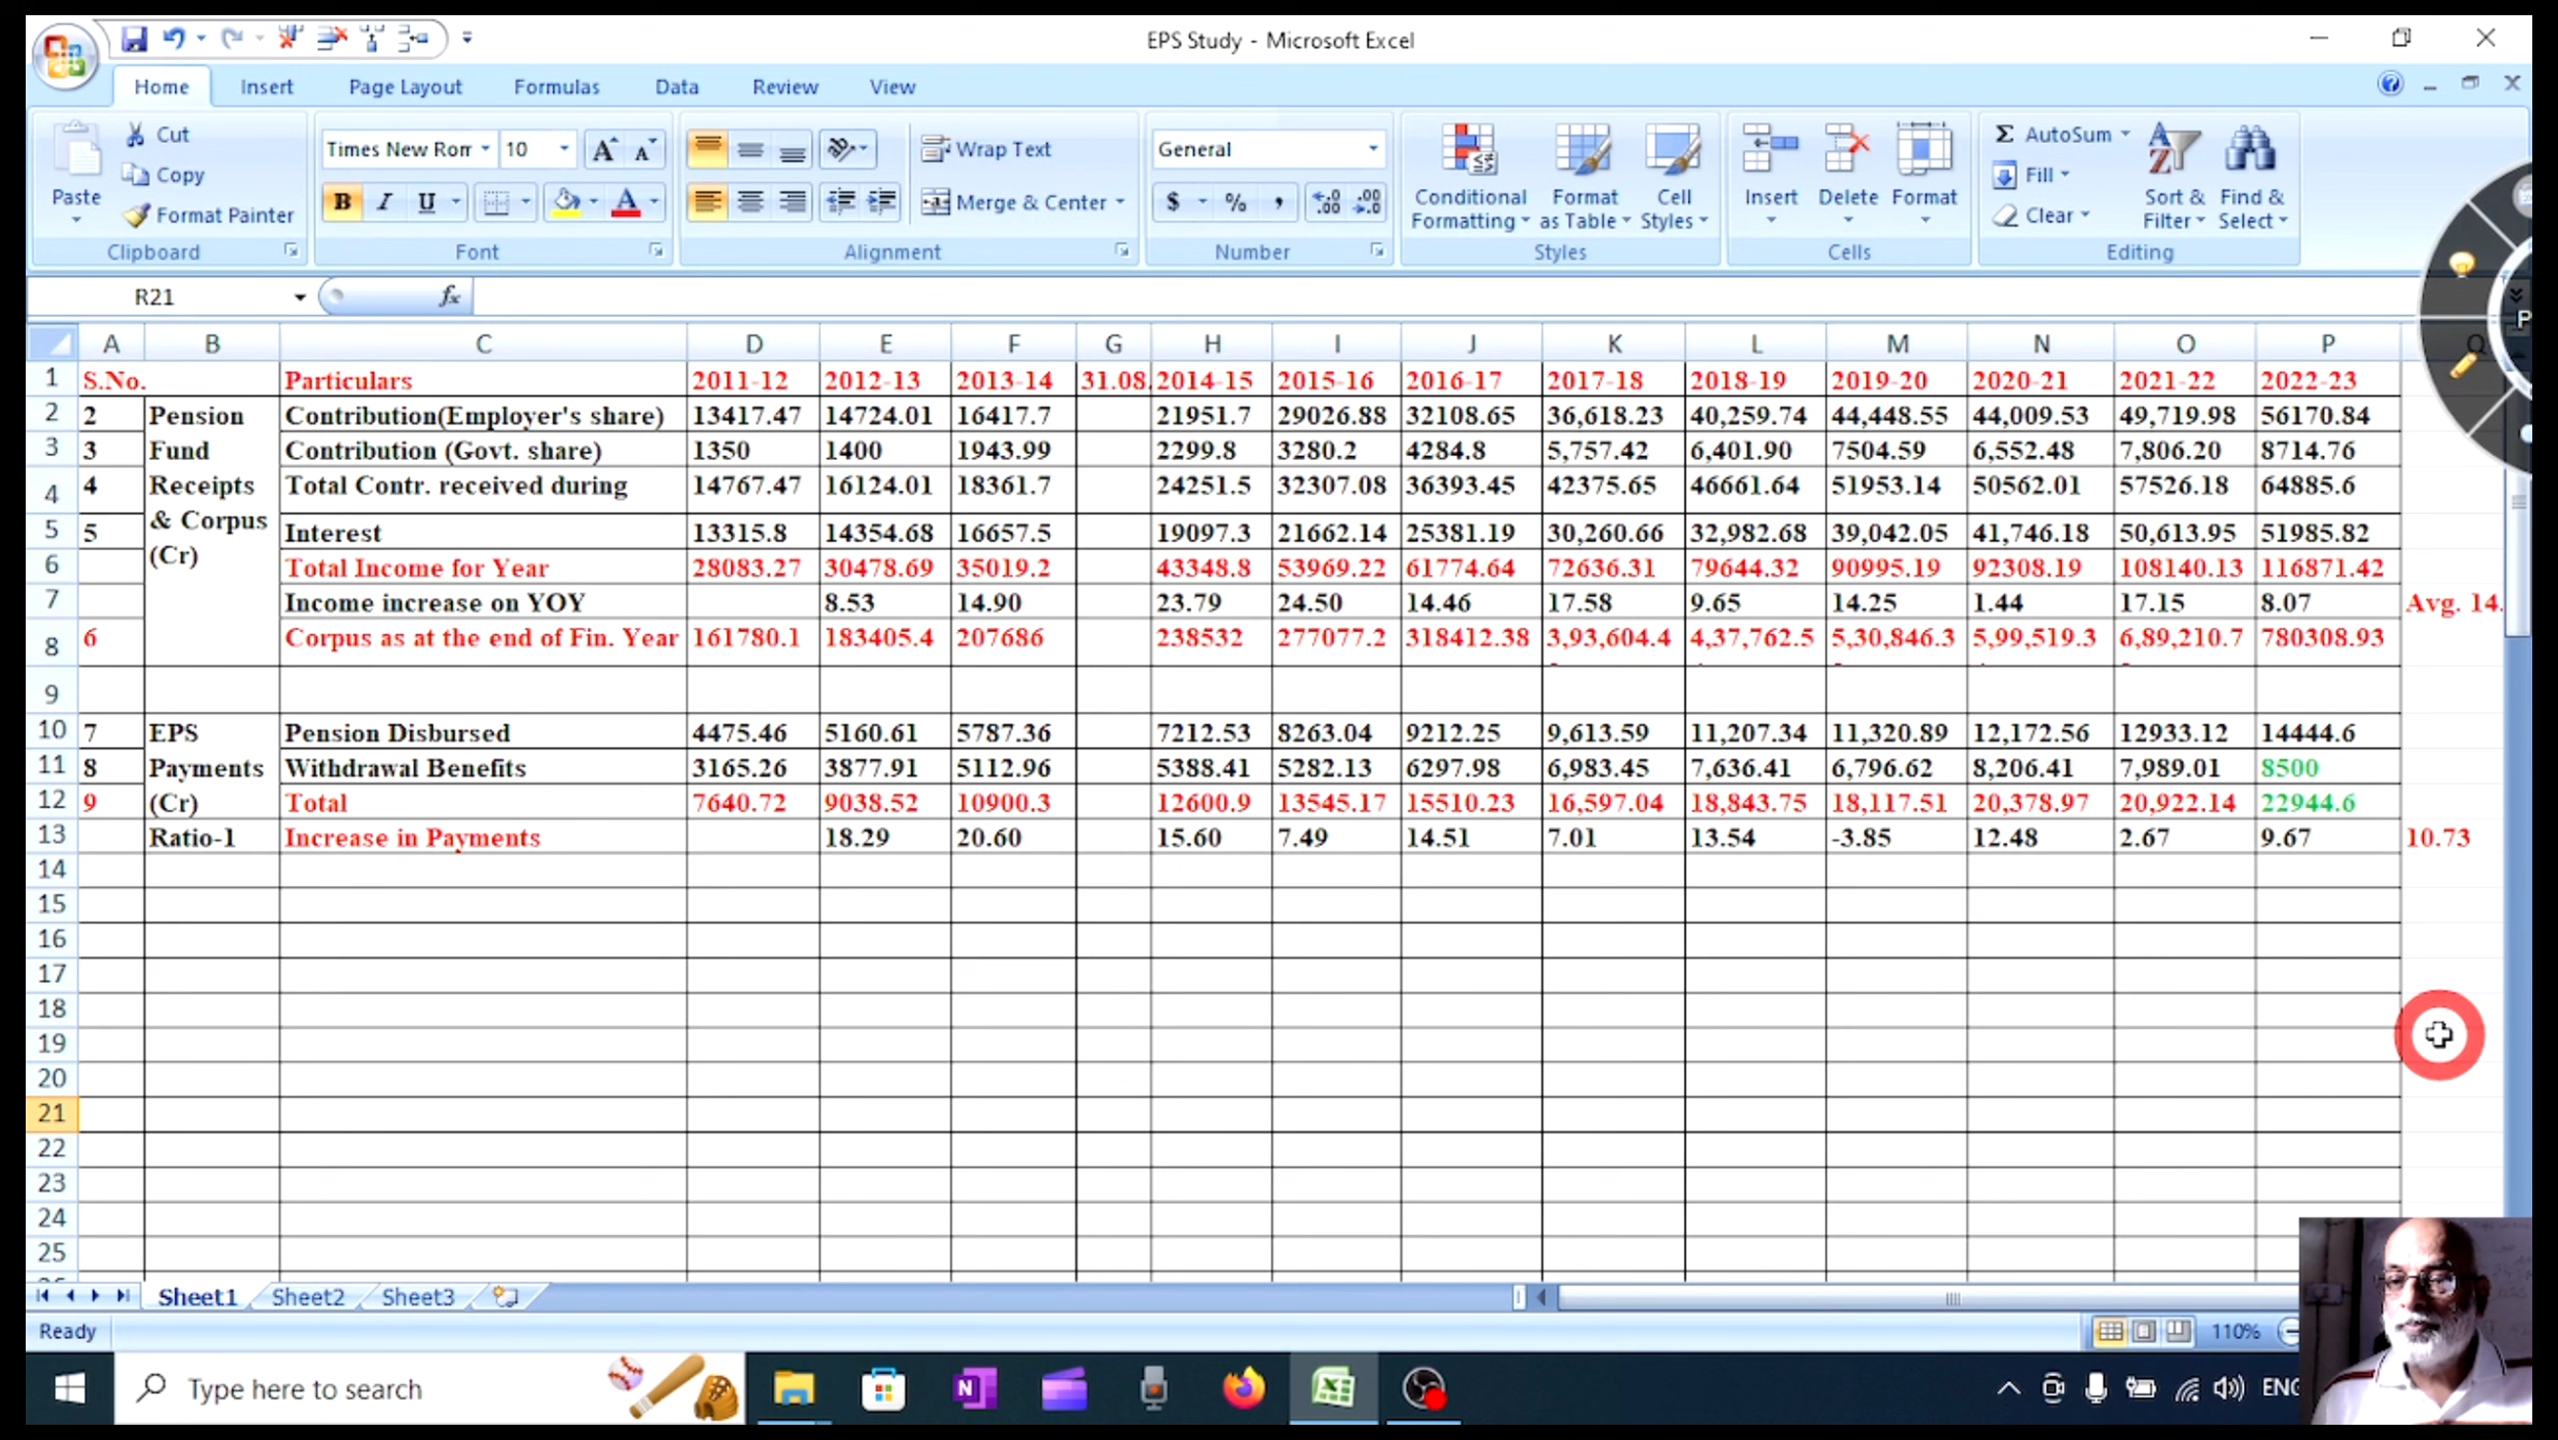 EPS Study - Microsoft Excel
Home Insert Page Layout Formulas Data Review View
Cut
Copy
Format Painter
Paste
Clipboard
Times New Rom 10
B I U
Font
Wrap Text
Merge & Center
Alignment
General
$ % ,
Number
Conditional Formatting
Format as Table
Cell Styles
Styles
Insert Delete Format
Cells
Σ AutoSum
Fill
Clear
Sort & Filter
Find & Select
Editing
R21 fx
A B C D E F G H I J K L M N O P Q
1 S.No. Particulars 2011-12 2012-13 2013-14 31.08. 2014-15 2015-16 2016-17 2017-18 2018-19 2019-20 2020-21 2021-22 2022-23
2 2 Pension Contribution(Employer's share) 13417.47 14724.01 16417.7 21951.7 29026.88 32108.65 36,618.23 40,259.74 44,448.55 44,009.53 49,719.98 56170.84
3 3 Fund Contribution (Govt. share) 1350 1400 1943.99 2299.8 3280.2 4284.8 5,757.42 6,401.90 7504.59 6,552.48 7,806.20 8714.76
4 4 Receipts Total Contr. received during 14767.47 16124.01 18361.7 24251.5 32307.08 36393.45 42375.65 46661.64 51953.14 50562.01 57526.18 64885.6
5 5 & Corpus Interest 13315.8 14354.68 16657.5 19097.3 21662.14 25381.19 30,260.66 32,982.68 39,042.05 41,746.18 50,613.95 51985.82
6 (Cr) Total Income for Year 28083.27 30478.69 35019.2 43348.8 53969.22 61774.64 72636.31 79644.32 90995.19 92308.19 108140.13 116871.42
7 Income increase on YOY 8.53 14.90 23.79 24.50 14.46 17.58 9.65 14.25 1.44 17.15 8.07 Avg. 14.
8 6 Corpus as at the end of Fin. Year 161780.1 183405.4 207686 238532 277077.2 318412.38 3,93,604.4 4,37,762.5 5,30,846.3 5,99,519.3 6,89,210.7 780308.93
9
10 7 EPS Pension Disbursed 4475.46 5160.61 5787.36 7212.53 8263.04 9212.25 9,613.59 11,207.34 11,320.89 12,172.56 12933.12 14444.6
11 8 Payments Withdrawal Benefits 3165.26 3877.91 5112.96 5388.41 5282.13 6297.98 6,983.45 7,636.41 6,796.62 8,206.41 7,989.01 8500
12 9 (Cr) Total 7640.72 9038.52 10900.3 12600.9 13545.17 15510.23 16,597.04 18,843.75 18,117.51 20,378.97 20,922.14 22944.6
13 Ratio-1 Increase in Payments 18.29 20.60 15.60 7.49 14.51 7.01 13.54 -3.85 12.48 2.67 9.67 10.73
14
15
16
17
18
19
20
21
22
23
24
25
Sheet1 Sheet2 Sheet3
Ready 110%
Type here to search ENG